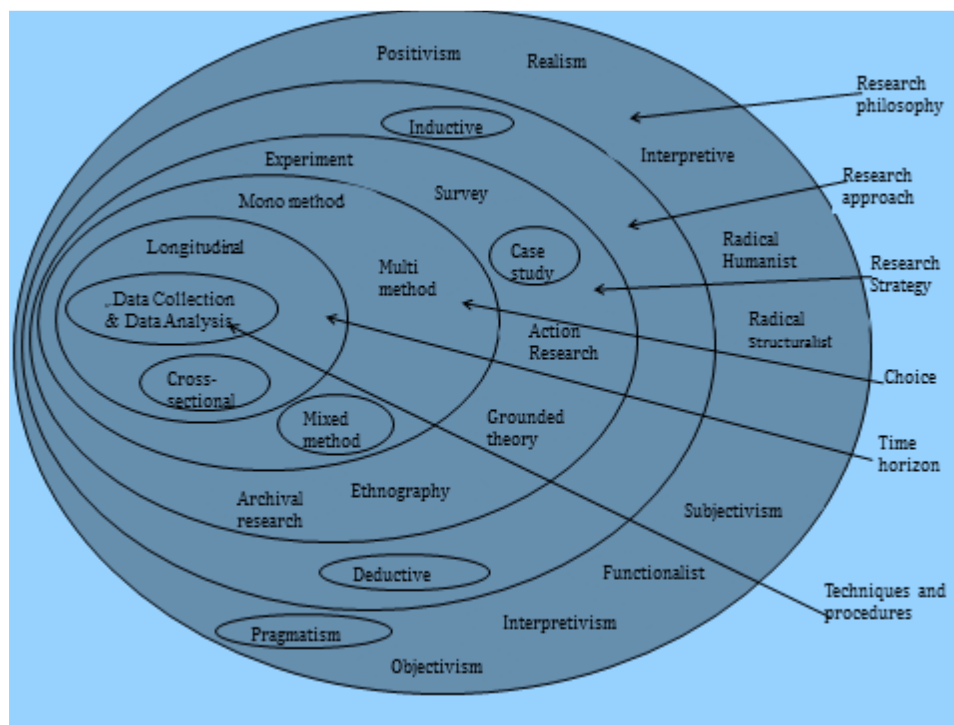 Positivism
Realism
Research
philosophy
Inductive
Interpretive
Experiment
Survey
Research
approach
Mono method
Longitudinal
Case
study
Radical
Humanist
Multi
method
Research
Strategy
Data Collection
& Data Analysis
Action
Research
Radical
Structuralist
Cross-
sectional
Choice
Mixed
method
Grounded
theory
Time
horizon
Ethnography
Archival
research
Subjectivism
Deductive
Functionalist
Techniques and
procedures
Pragmatism
Interpretivism
Objectivism